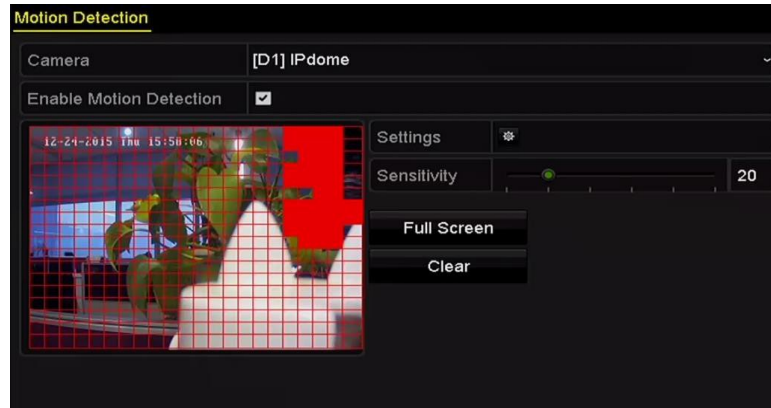 Motion Detection
Camera [D1] IPdome
Enable Motion Detection
12-24-2015 Thu 15:58:06
Settings
Sensitivity 20
Full Screen
Clear